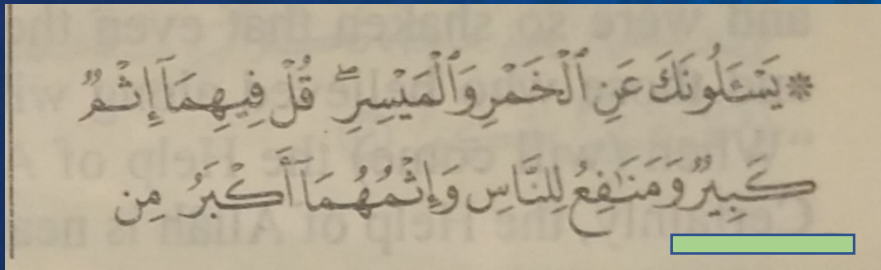 * يَسْـَٔلُونَكَ عَنِ ٱلْخَمْرِ وَٱلْمَيْسِرِ ۖ قُلْ فِيهِمَآ إِثْمٌ
كَبِيرٌ وَمَنَٰفِعُ لِلنَّاسِ وَإِثْمُهُمَآ أَكْبَرُ مِن